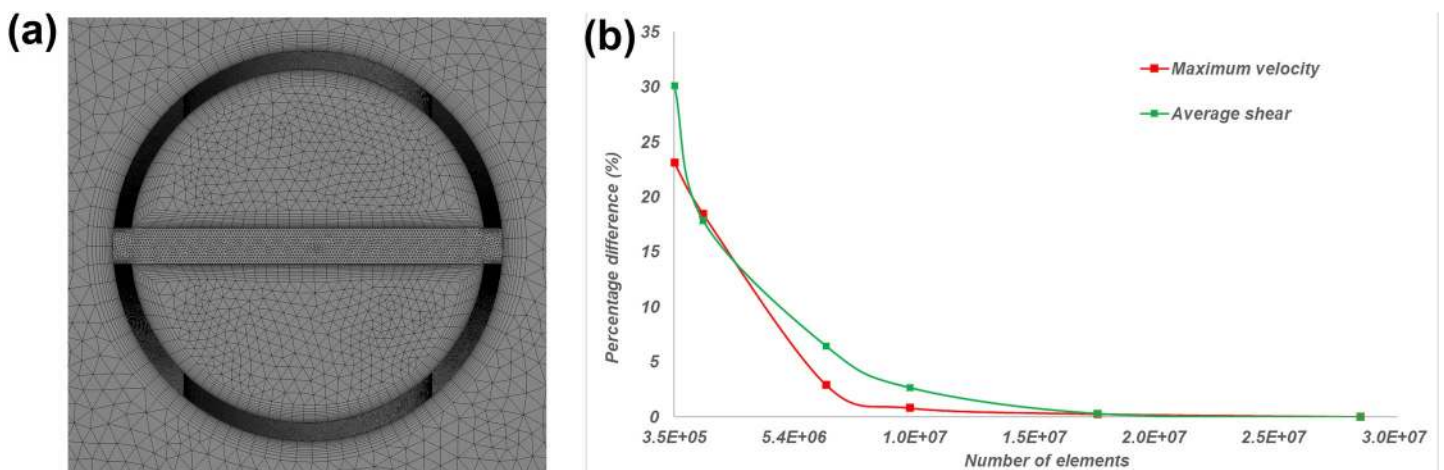 (a)
(b)
35
30
25
20
15
10
5
0
Percentage difference (%)
Maximum velocity
Average shear
3.5E+05 5.4E+06 1.0E+07 1.5E+07 2.0E+07 2.5E+07 3.0E+07
Number of elements